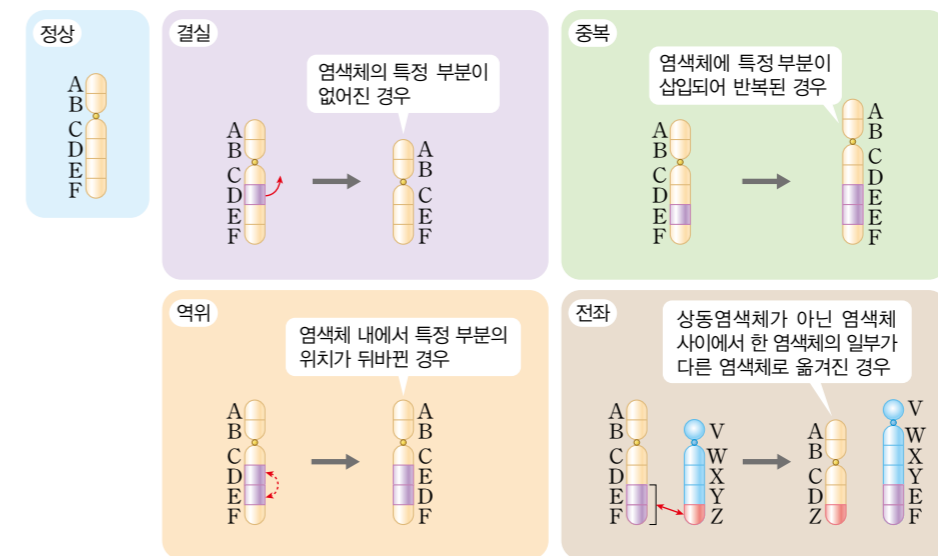 정상
A
B
C
D
E
F
결실
염색체의 특정 부분이
없어진 경우
A
B
C
D
E
F
A
B
C
E
F
중복
염색체에 특정 부분이
삽입되어 반복된 경우
A
B
C
D
E
F
A
B
C
D
E
E
F
역위
염색체 내에서 특정 부분의
위치가 뒤바뀐 경우
A
B
C
D
E
F
A
B
C
E
D
F
전좌
상동염색체가 아닌 염색체
사이에서 한 염색체의 일부가
다른 염색체로 옮겨진 경우
A
B
C
D
E
F
V
W
X
Y
Z
A
B
C
D
Z
V
W
X
Y
E
F